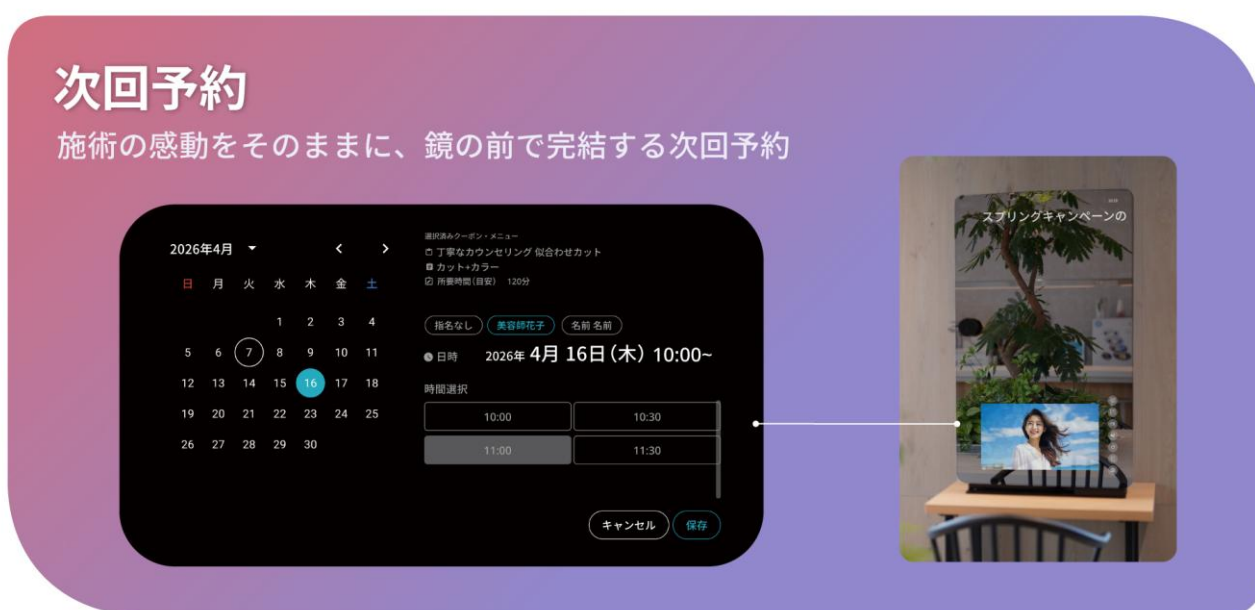 次回予約
施術の感動をそのままに、鏡の前で完結する次回予約
2026年4月
日 月 火 水 木 金 土
1 2 3 4
5 6 7 8 9 10 11
12 13 14 15 16 17 18
19 20 21 22 23 24 25
26 27 28 29 30
選択済みクーポン・メニュー
丁寧なカウンセリング 似合わせカット
カット+カラー
所要時間(目安) 120分
指名なし 美容師花子 名前 名前
日時 2026年 4月 16日(木) 10:00~
時間選択
10:00 10:30
11:00 11:30
キャンセル 保存
スプリングキャンペーンの